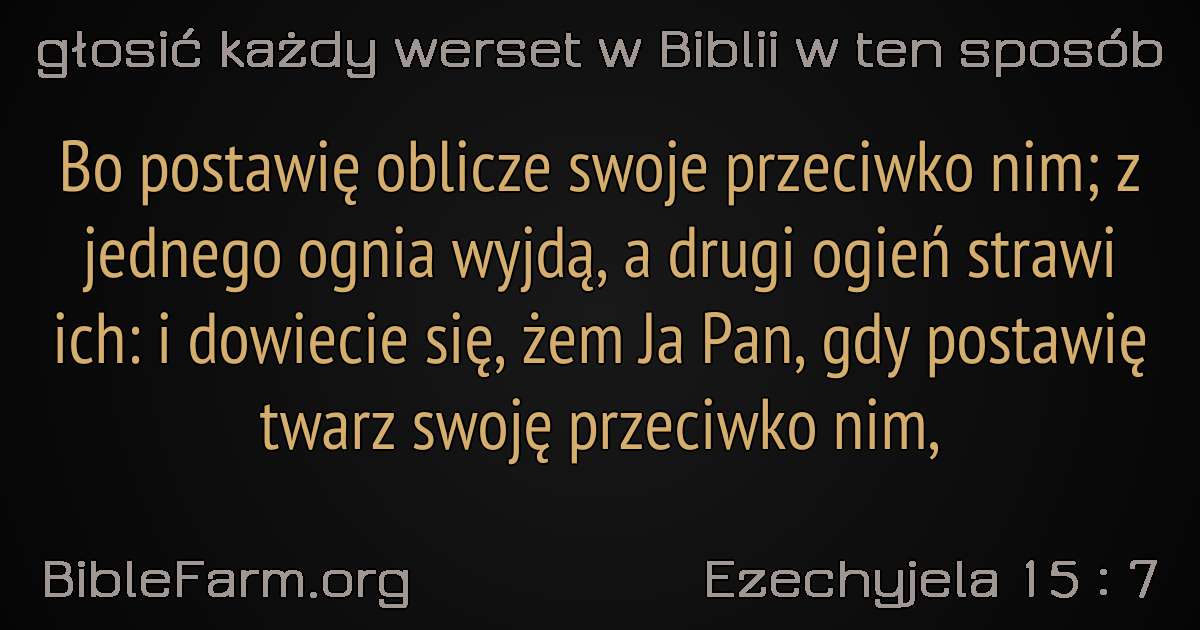 głosić każdy werset w Biblii w ten sposób
Bo postawię oblicze swoje przeciwko nim; z
jednego ognia wyjdą, a drugi ogień strawi
ich: i dowiecie się, żem Ja Pan, gdy postawię
twarz swoję przeciwko nim,
BibleFarm.org
Ezechyjela 15 : 7